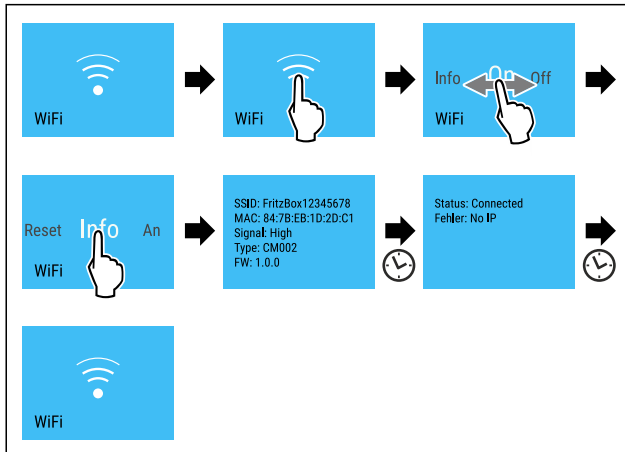 WiFi
WiFi
Info On Off
WiFi
Reset Info An
WiFi
SSID: FritzBox12345678
MAC: 84:7B:EB:1D:2D:C1
Signal: High
Type: CM002
FW: 1.0.0
Status: Connected
Fehler: No IP
WiFi